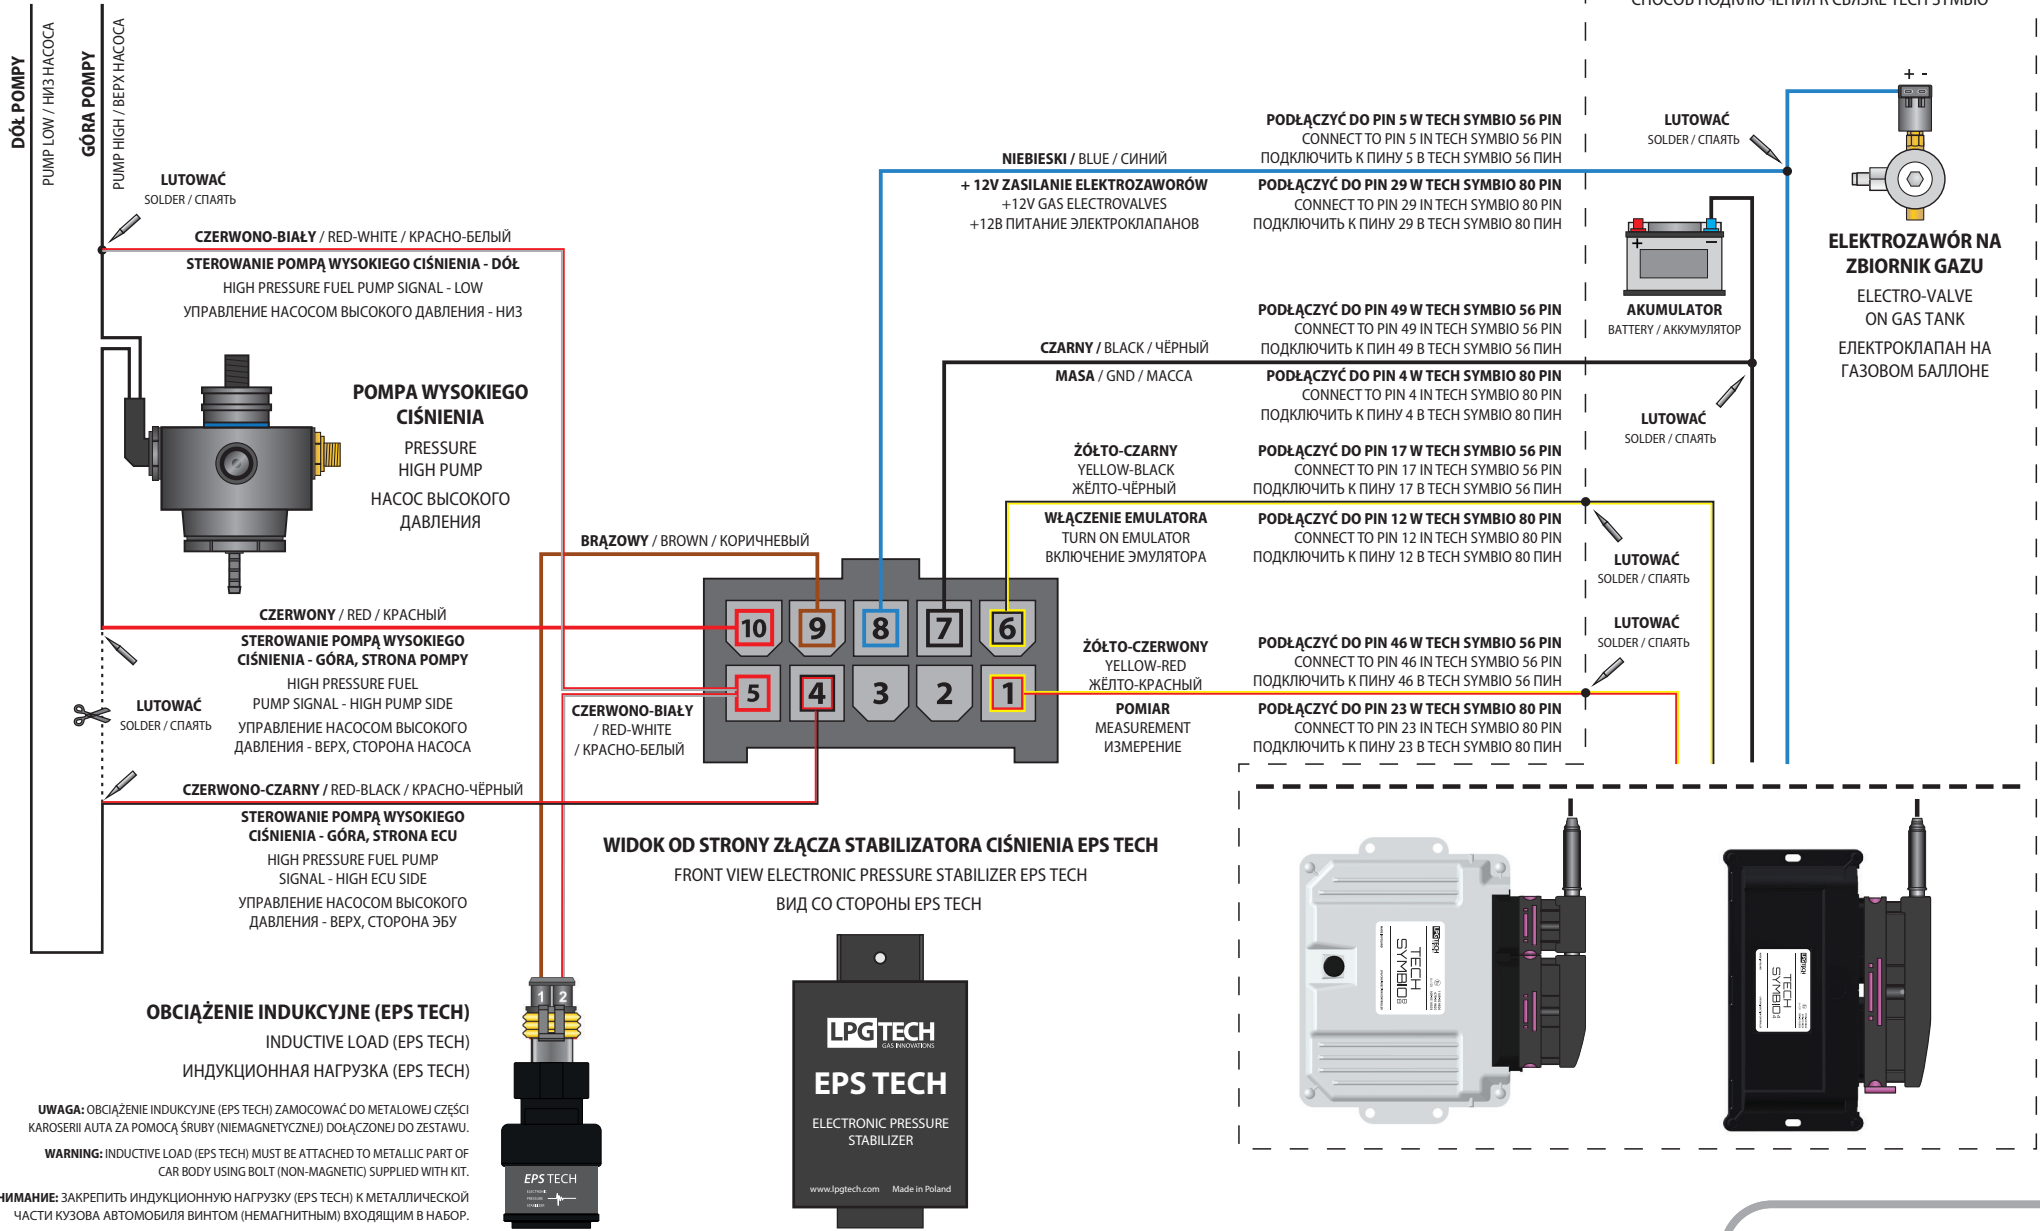 DÓŁ POMPY
PUMP LOW / НИЗ НАСОСА
GÓRA POMPY
PUMP HIGH / ВЕРХ НАСОСА
СПОСОБ ПОДКЛЮЧЕНИЯ К СВЯЗКЕ TECH SYMBIO
LUTOWAĆ
SOLDER / СПАЯТЬ
CZERWONO-BIAŁY / RED-WHITE / КРАСНО-БЕЛЫЙ
STEROWANIE POMPĄ WYSOKIEGO CIŚNIENIA - DÓŁ
HIGH PRESSURE FUEL PUMP SIGNAL - LOW
УПРАВЛЕНИЕ НАСОСОМ ВЫСОКОГО ДАВЛЕНИЯ - НИЗ
POMPA WYSOKIEGO
CIŚNIENIA
PRESSURE
HIGH PUMP
НАСОС ВЫСОКОГО
ДАВЛЕНИЯ
BRĄZOWY / BROWN / КОРИЧНЕВЫЙ
CZERWONY / RED / КРАСНЫЙ
STEROWANIE POMPĄ WYSOKIEGO
CIŚNIENIA - GÓRA, STRONA POMPY
HIGH PRESSURE FUEL
PUMP SIGNAL - HIGH PUMP SIDE
УПРАВЛЕНИЕ НАСОСОМ ВЫСОКОГО
ДАВЛЕНИЯ - ВЕРХ, СТОРОНА НАСОСА
LUTOWAĆ
SOLDER / СПАЯТЬ
CZERWONO-CZARNY / RED-BLACK / КРАСНО-ЧЁРНЫЙ
STEROWANIE POMPĄ WYSOKIEGO
CIŚNIENIA - GÓRA, STRONA ECU
HIGH PRESSURE FUEL PUMP
SIGNAL - HIGH ECU SIDE
УПРАВЛЕНИЕ НАСОСОМ ВЫСОКОГО
ДАВЛЕНИЯ - ВЕРХ, СТОРОНА ЭБУ
CZERWONO-BIAŁY
/ RED-WHITE
/ КРАСНО-БЕЛЫЙ
10 9 8 7 6
5 4 3 2 1
NIEBIESKI / BLUE / СИНИЙ
+ 12V ZASILANIE ELEKTROZAWORÓW
+12V GAS ELECTROVALVES
+12В ПИТАНИЕ ЭЛЕКТРОКЛАПАНОВ
PODŁĄCZYĆ DO PIN 5 W TECH SYMBIO 56 PIN
CONNECT TO PIN 5 IN TECH SYMBIO 56 PIN
ПОДКЛЮЧИТЬ К ПИНУ 5 В TECH SYMBIO 56 ПИН
PODŁĄCZYĆ DO PIN 29 W TECH SYMBIO 80 PIN
CONNECT TO PIN 29 IN TECH SYMBIO 80 PIN
ПОДКЛЮЧИТЬ К ПИНУ 29 В TECH SYMBIO 80 ПИН
CZARNY / BLACK / ЧЁРНЫЙ
MASA / GND / МАССА
PODŁĄCZYĆ DO PIN 49 W TECH SYMBIO 56 PIN
CONNECT TO PIN 49 IN TECH SYMBIO 56 PIN
ПОДКЛЮЧИТЬ К ПИН 49 В TECH SYMBIO 56 ПИН
PODŁĄCZYĆ DO PIN 4 W TECH SYMBIO 80 PIN
CONNECT TO PIN 4 IN TECH SYMBIO 80 PIN
ПОДКЛЮЧИТЬ К ПИНУ 4 В TECH SYMBIO 80 ПИН
ŻÓŁTO-CZARNY
YELLOW-BLACK
ЖЁЛТО-ЧЁРНЫЙ
WŁĄCZENIE EMULATORA
TURN ON EMULATOR
ВКЛЮЧЕНИЕ ЭМУЛЯТОРА
PODŁĄCZYĆ DO PIN 17 W TECH SYMBIO 56 PIN
CONNECT TO PIN 17 IN TECH SYMBIO 56 PIN
ПОДКЛЮЧИТЬ К ПИНУ 17 В TECH SYMBIO 56 ПИН
PODŁĄCZYĆ DO PIN 12 W TECH SYMBIO 80 PIN
CONNECT TO PIN 12 IN TECH SYMBIO 80 PIN
ПОДКЛЮЧИТЬ К ПИНУ 12 В TECH SYMBIO 80 ПИН
ŻÓŁTO-CZERWONY
YELLOW-RED
ЖЁЛТО-КРАСНЫЙ
POMIAR
MEASUREMENT
ИЗМЕРЕНИЕ
PODŁĄCZYĆ DO PIN 46 W TECH SYMBIO 56 PIN
CONNECT TO PIN 46 IN TECH SYMBIO 56 PIN
ПОДКЛЮЧИТЬ К ПИНУ 46 В TECH SYMBIO 56 ПИН
PODŁĄCZYĆ DO PIN 23 W TECH SYMBIO 80 PIN
CONNECT TO PIN 23 IN TECH SYMBIO 80 PIN
ПОДКЛЮЧИТЬ К ПИНУ 23 В TECH SYMBIO 80 ПИН
LUTOWAĆ
SOLDER / СПАЯТЬ
+ -
+ −
AKUMULATOR
BATTERY / АККУМУЛЯТОР
ELEKTROZAWÓR NA
ZBIORNIK GAZU
ELECTRO-VALVE
ON GAS TANK
ЕЛЕКТРОКЛАПАН НА
ГАЗОВОМ БАЛЛОНЕ
LUTOWAĆ
SOLDER / СПАЯТЬ
LUTOWAĆ
SOLDER / СПАЯТЬ
LUTOWAĆ
SOLDER / СПАЯТЬ
WIDOK OD STRONY ZŁĄCZA STABILIZATORA CIŚNIENIA EPS TECH
FRONT VIEW ELECTRONIC PRESSURE STABILIZER EPS TECH
ВИД СО СТОРОНЫ EPS TECH
LPGTECH
GAS INNOVATIONS
EPS TECH
ELECTRONIC PRESSURE
STABILIZER
www.lpgtech.com Made in Poland
OBCIĄŻENIE INDUKCYJNE (EPS TECH)
INDUCTIVE LOAD (EPS TECH)
ИНДУКЦИОННАЯ НАГРУЗКА (EPS TECH)
UWAGA: OBCIĄŻENIE INDUKCYJNE (EPS TECH) ZAMOCOWAĆ DO METALOWEJ CZĘŚCI
KAROSERII AUTA ZA POMOCĄ ŚRUBY (NIEMAGNETYCZNEJ) DOŁĄCZONEJ DO ZESTAWU.
WARNING: INDUCTIVE LOAD (EPS TECH) MUST BE ATTACHED TO METALLIC PART OF
CAR BODY USING BOLT (NON-MAGNETIC) SUPPLIED WITH KIT.
НИМАНИЕ: ЗАКРЕПИТЬ ИНДУКЦИОННУЮ НАГРУЗКУ (EPS TECH) К МЕТАЛЛИЧЕСКОЙ
ЧАСТИ КУЗОВА АВТОМОБИЛЯ ВИНТОМ (НЕМАГНИТНЫМ) ВХОДЯЩИМ В НАБОР.
1 2
EPS TECH
ELECTRONIC
PRESSURE
STABILIZER
LPGTECH
TECH
SYMBIO
LPGTECH
TECH
SYMBIO